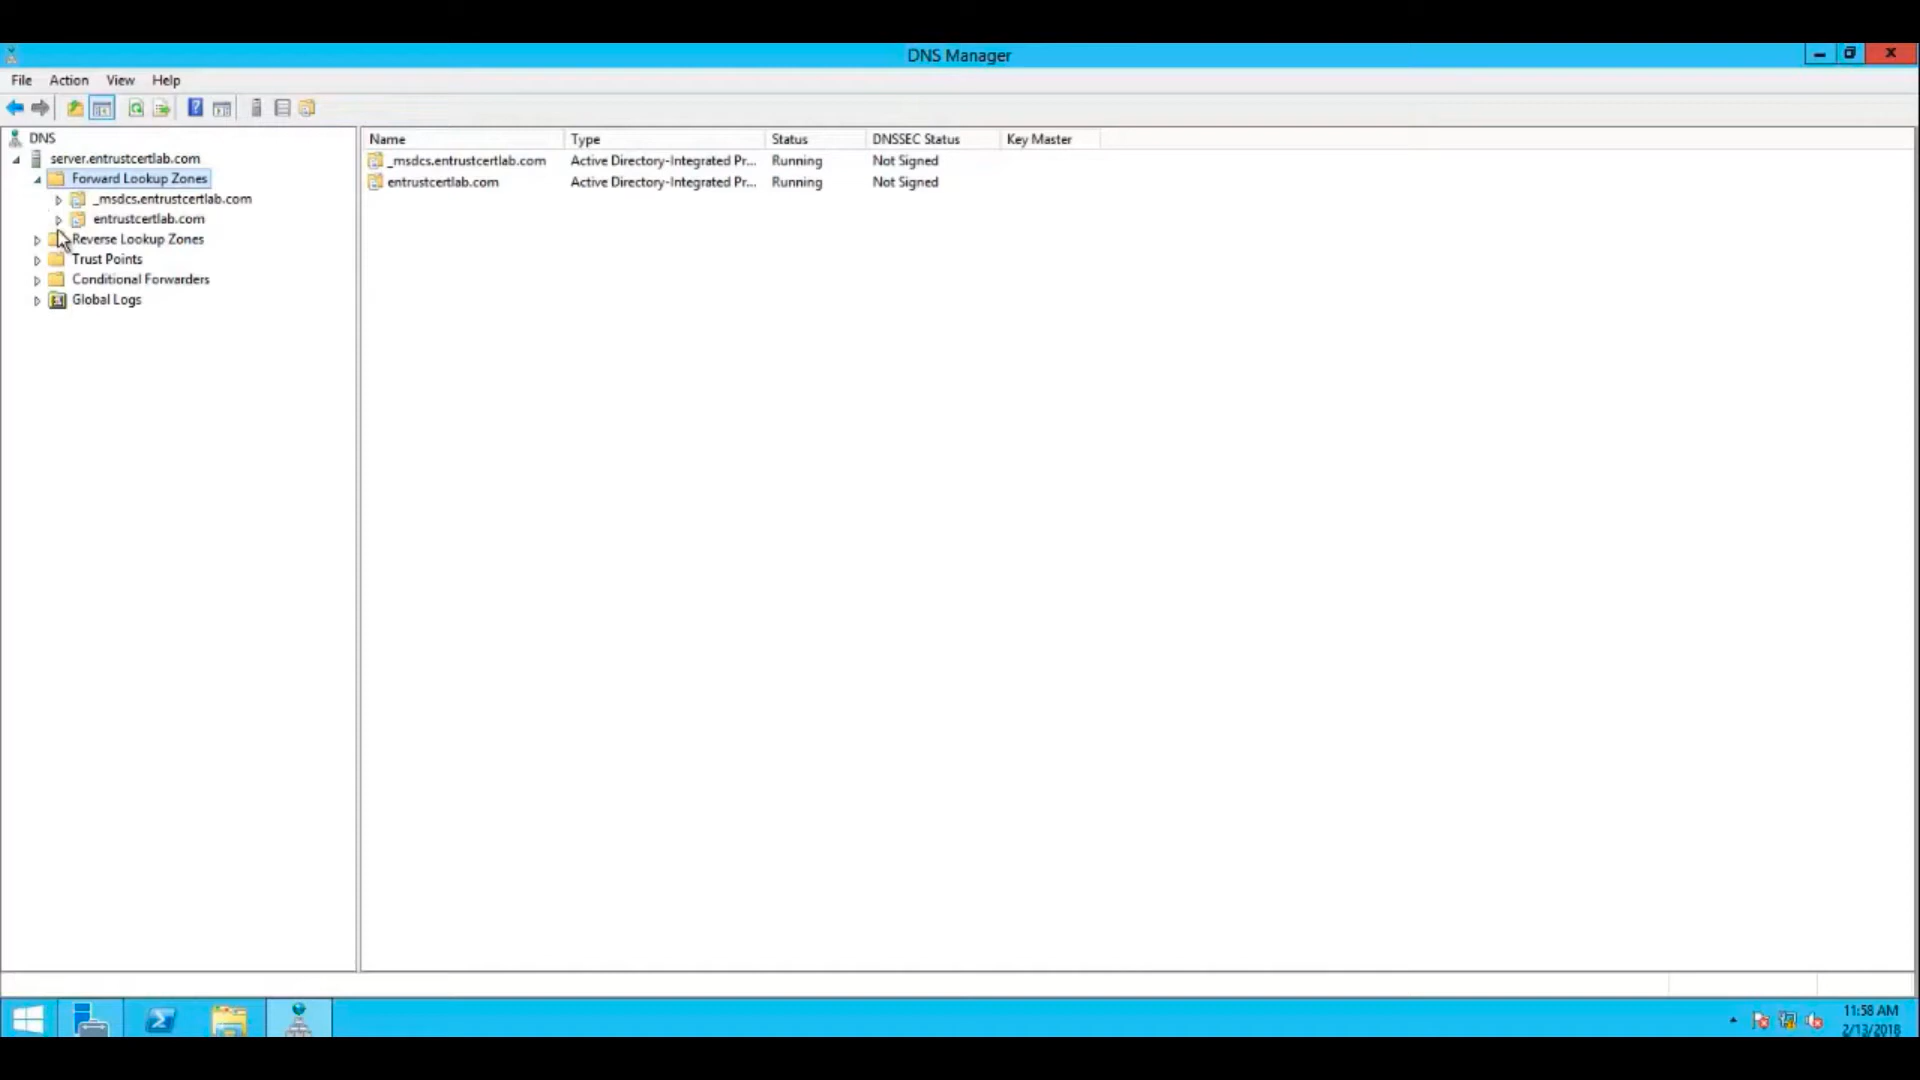 DNS Manager
File Action View Help
DNS
server.entrustcertlab.com
Forward Lookup Zones
_msdcs.entrustcertlab.com
entrustcertlab.com
Reverse Lookup Zones
Trust Points
Conditional Forwarders
Global Logs
Name Type Status DNSSEC Status Key Master
_msdcs.entrustcertlab.com Active Directory-Integrated Pr... Running Not Signed
entrustcertlab.com Active Directory-Integrated Pr... Running Not Signed
11:58 AM
2/13/2018